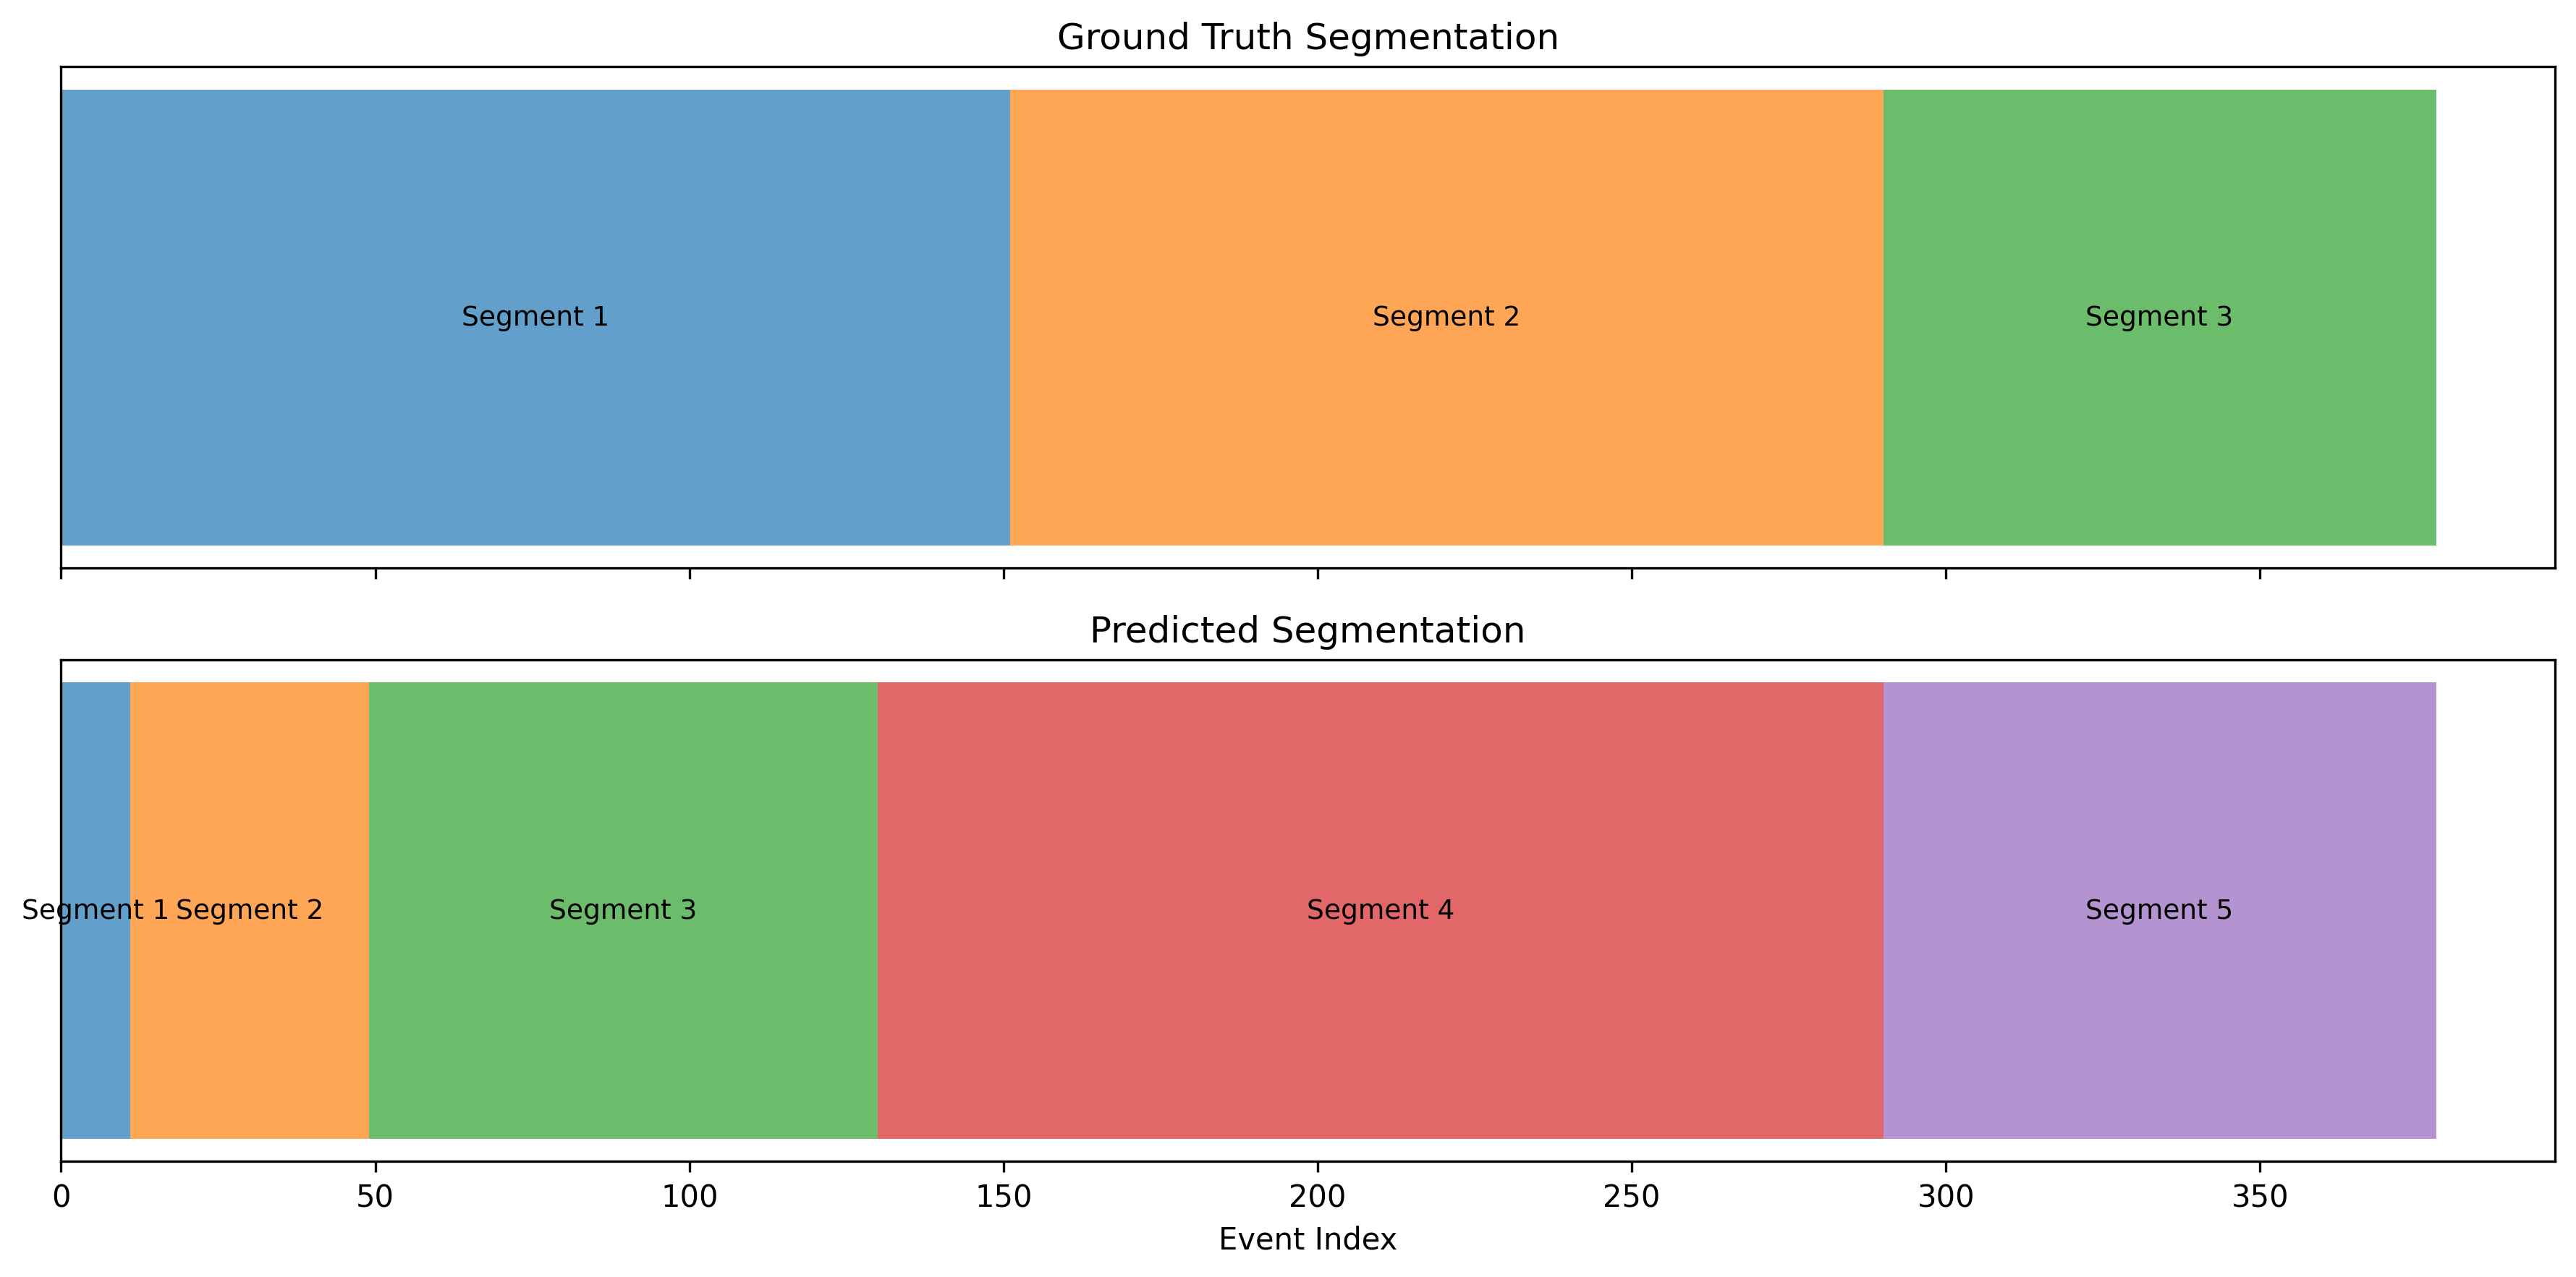 Ground Truth Segmentation
Segment 1 Segment 2 Segment 3
Predicted Segmentation
Segment 1 Segment 2 Segment 3 Segment 4 Segment 5
0 50 100 150 200 250 300 350
Event Index